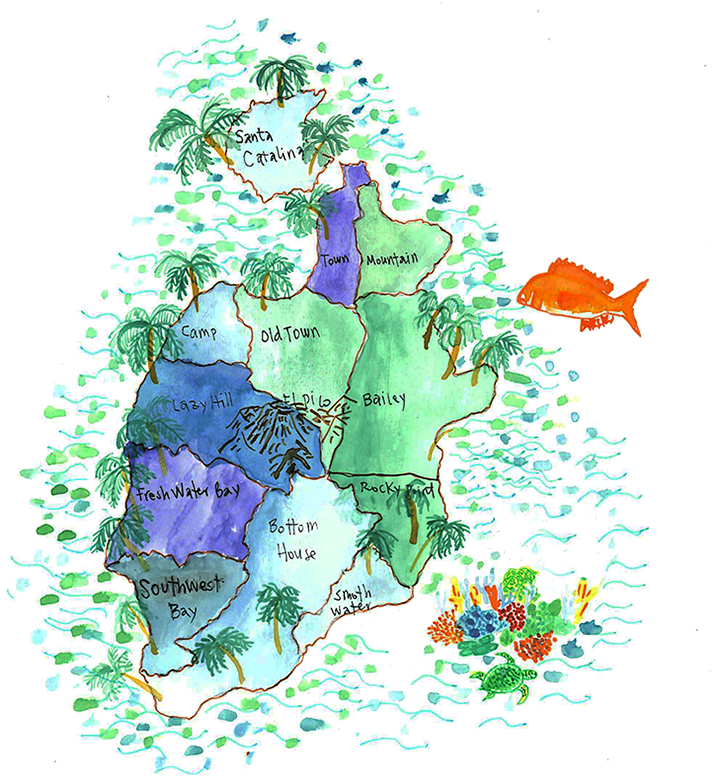 Santa
Catalina
Town
Mountain
Camp
Old Town
Lazy Hill
El Pico
Bailey
Fresh Water Bay
Rocky Point
Bottom
House
Southwest
Bay
Smoth
water